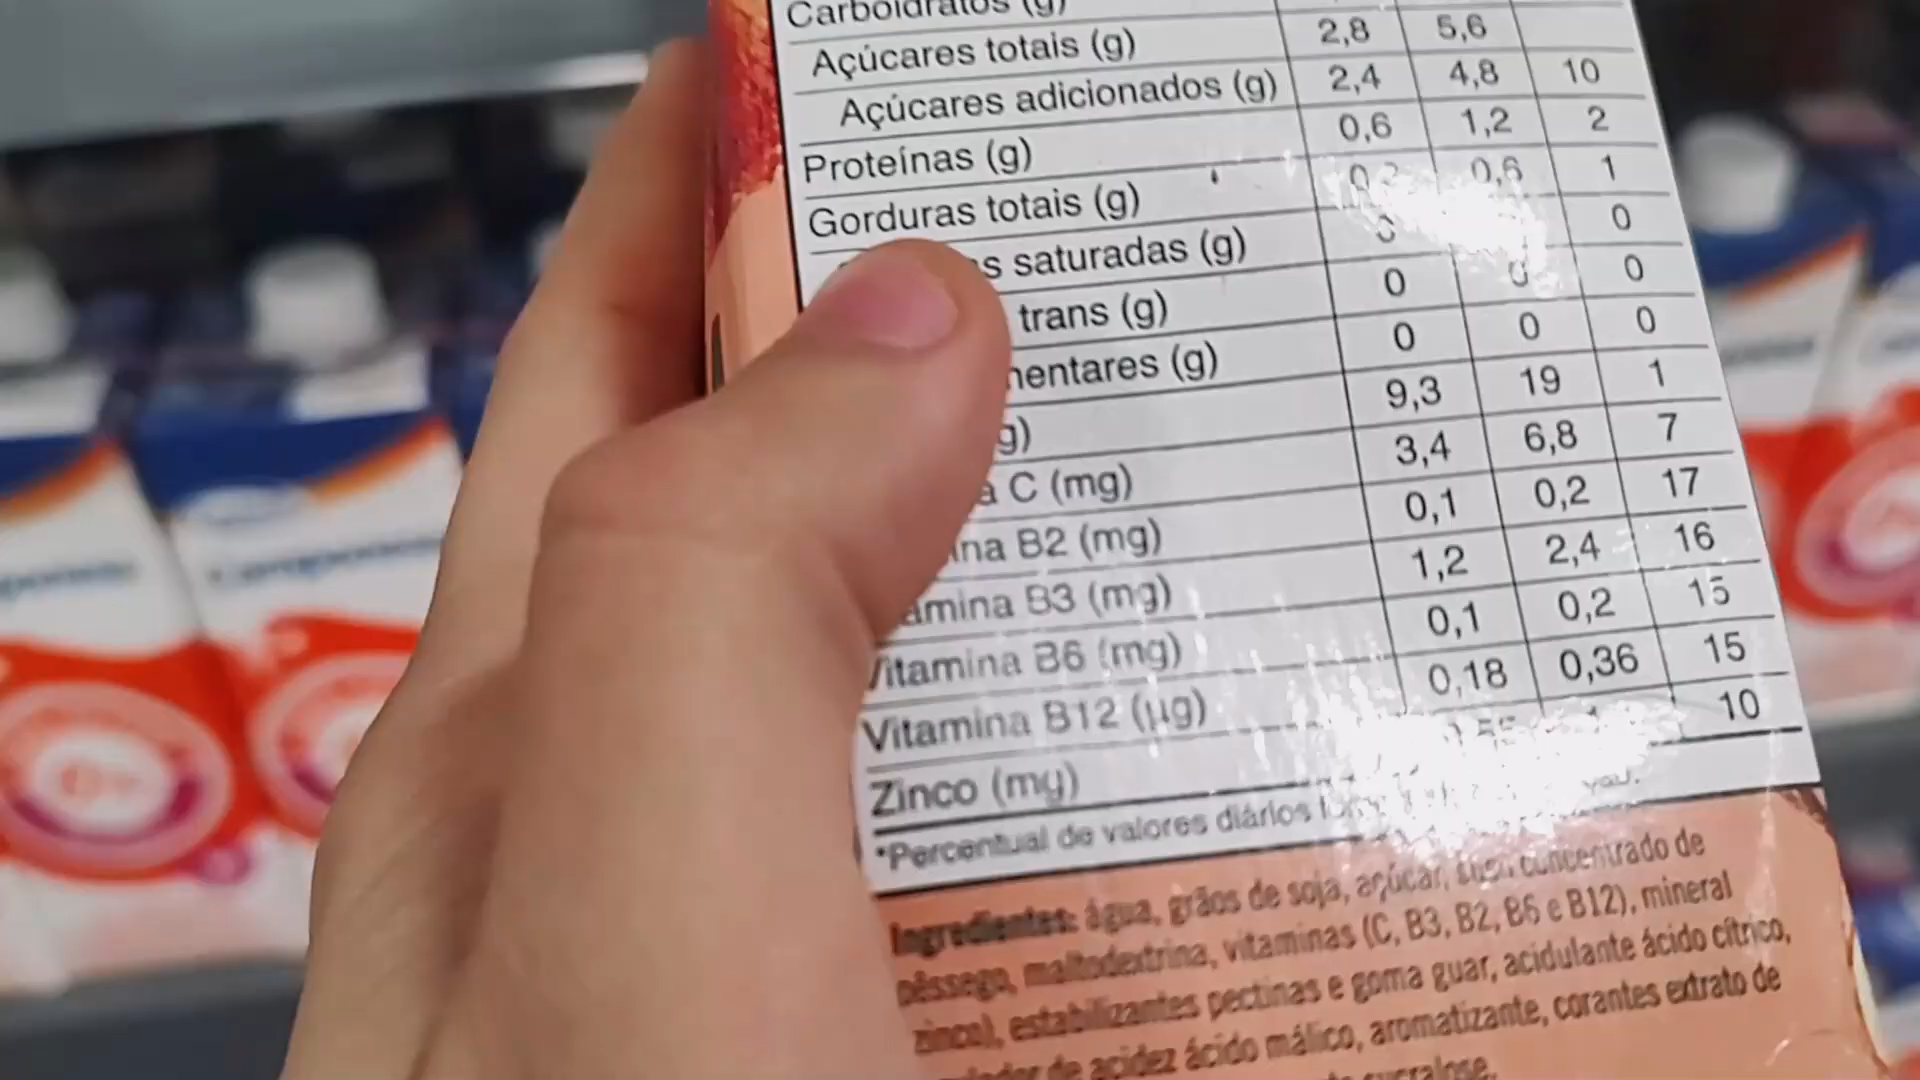 Carboidratos (g)
Açúcares totais (g) 2,8 5,6
Açúcares adicionados (g) 2,4 4,8 10
Proteínas (g) 0,6 1,2 2
Gorduras totais (g) 0,6 1
s saturadas (g) 0 0
trans (g) 0 0 0
mentares (g) 0 0 0
g) 9,3 19 1
a C (mg) 3,4 6,8 7
ina B2 (mg) 0,1 0,2 17
amina B3 (mg) 1,2 2,4 16
Vitamina B6 (mg) 0,1 0,2 15
Vitamina B12 (µg) 0,18 0,36 15
Zinco (mg) 10
*Percentual de valores diários
Ingredientes: água, grãos de soja, açúcar, suco concentrado de
pêssego, maltodextrina, vitaminas (C, B3, B2, B6 e B12), mineral
zinco), estabilizantes pectinas e goma guar, acidulante ácido cítrico,
de acidez ácido málico, aromatizante, corantes extrato de
sucralose.